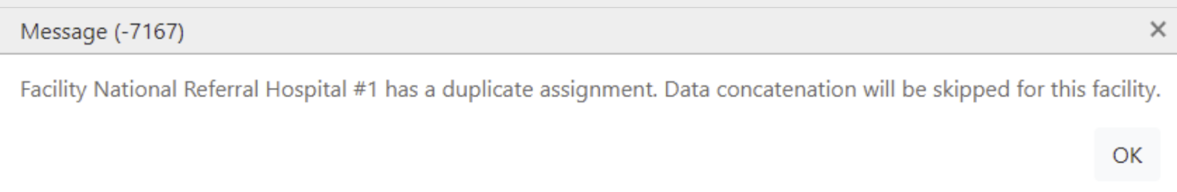 Message (-7167)
Facility National Referral Hospital #1 has a duplicate assignment. Data concatenation will be skipped for this facility.
OK